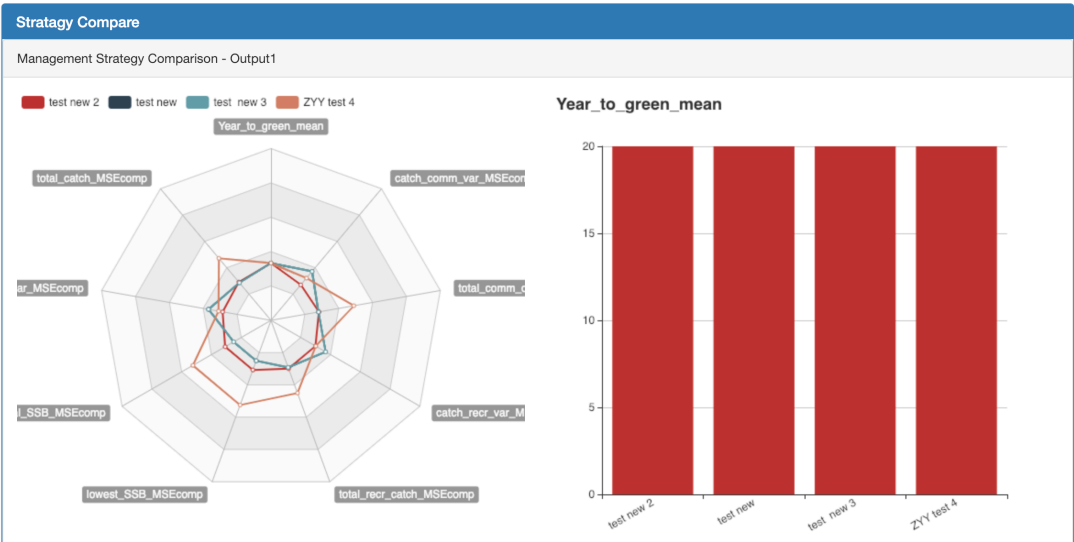 Stratagy Compare
Management Strategy Comparison - Output1
test new 2 test new test new 3 ZYY test 4
Year_to_green_mean
total_catch_MSEcomp
catch_comm_var_MSEcom
ar_MSEcomp
total_comm_c
l_SSB_MSEcomp
catch_recr_var_M
lowest_SSB_MSEcomp
total_recr_catch_MSEcomp
Year_to_green_mean
20
15
10
5
0
test new 2
test new
test new 3
ZYY test 4